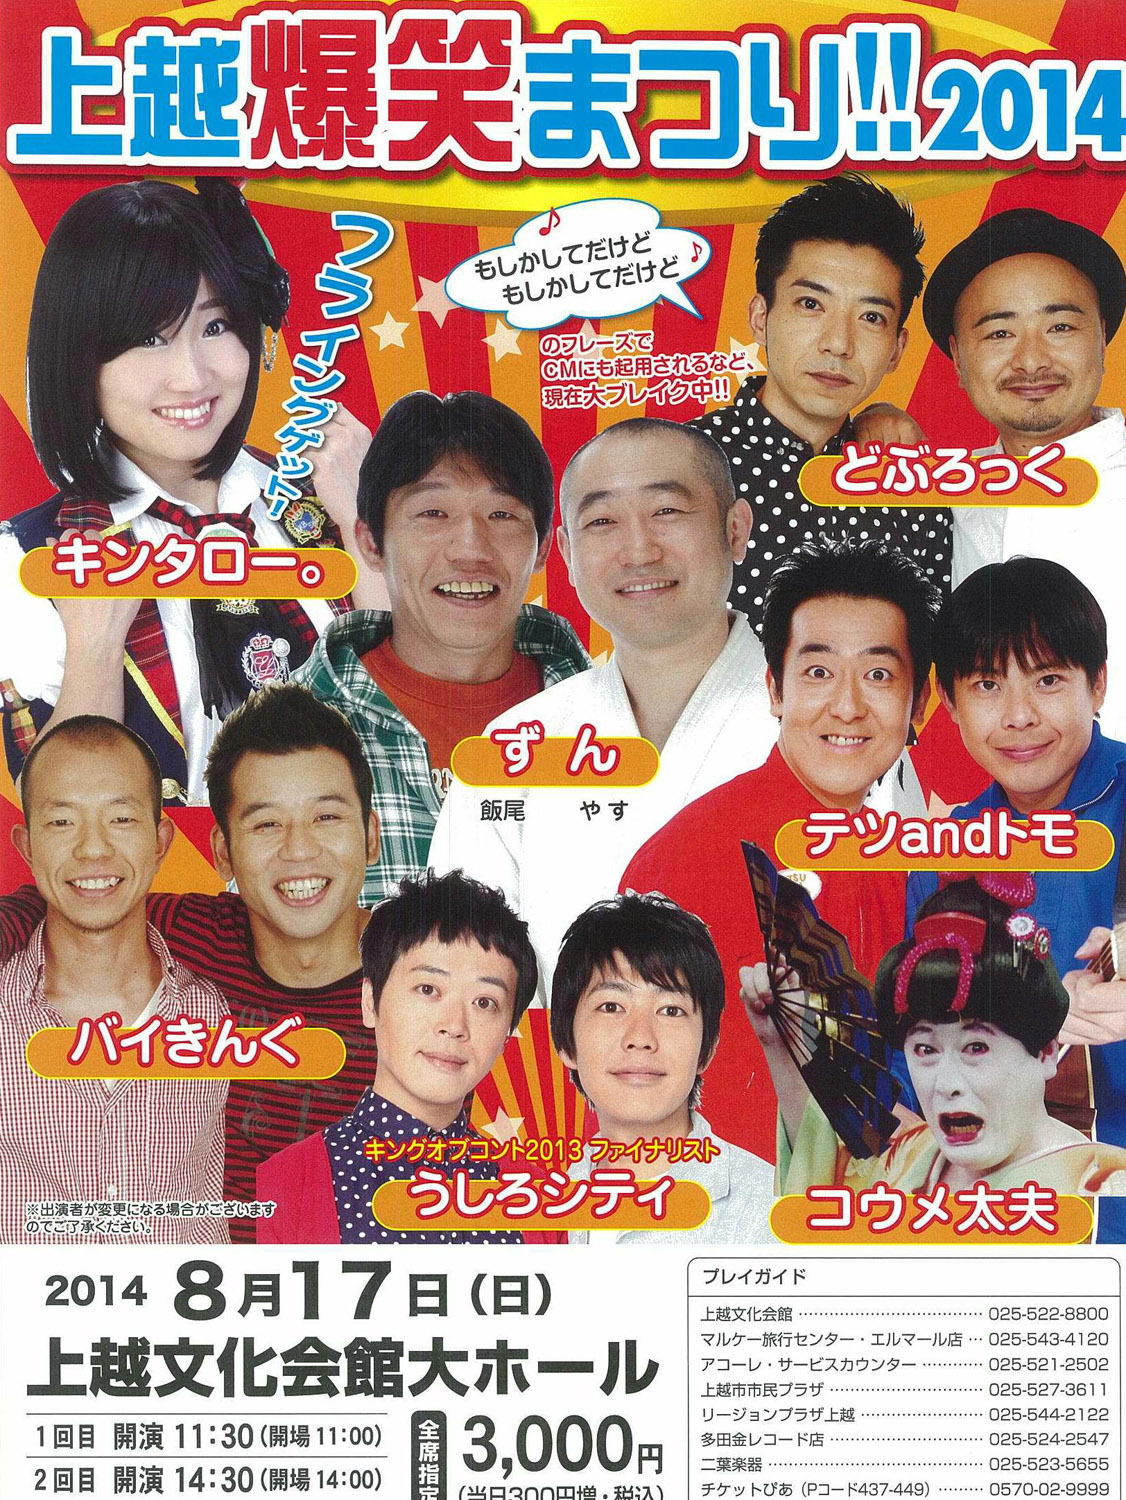 上越爆笑まつり!!2014
フライングゲット!
♪もしかしてだけど
もしかしてだけど♪
のフレーズで
CMにも起用されるなど、
現在大ブレイク中!!
どぶろっく
キンタロー。
ずん
飯尾 やす
テツandトモ
バイきんぐ
キングオブコント2013 ファイナリスト
うしろシティ
コウメ太夫
※出演者が変更になる場合がございます
のでご了承ください。
2014 8月17日(日)
上越文化会館大ホール
1回目 開演 11:30(開場 11:00)
2回目 開演 14:30(開場 14:00)
全席指定 3,000円
(当日300円増・税込)
プレイガイド
上越文化会館 025-522-8800
マルケー旅行センター・エルマール店 025-543-4120
アコーレ・サービスカウンター 025-521-2502
上越市市民プラザ 025-527-3611
リージョンプラザ上越 025-544-2122
多田金レコード店 025-524-2547
二葉楽器 025-523-5655
チケットぴあ(Pコード437-449) 0570-02-9999